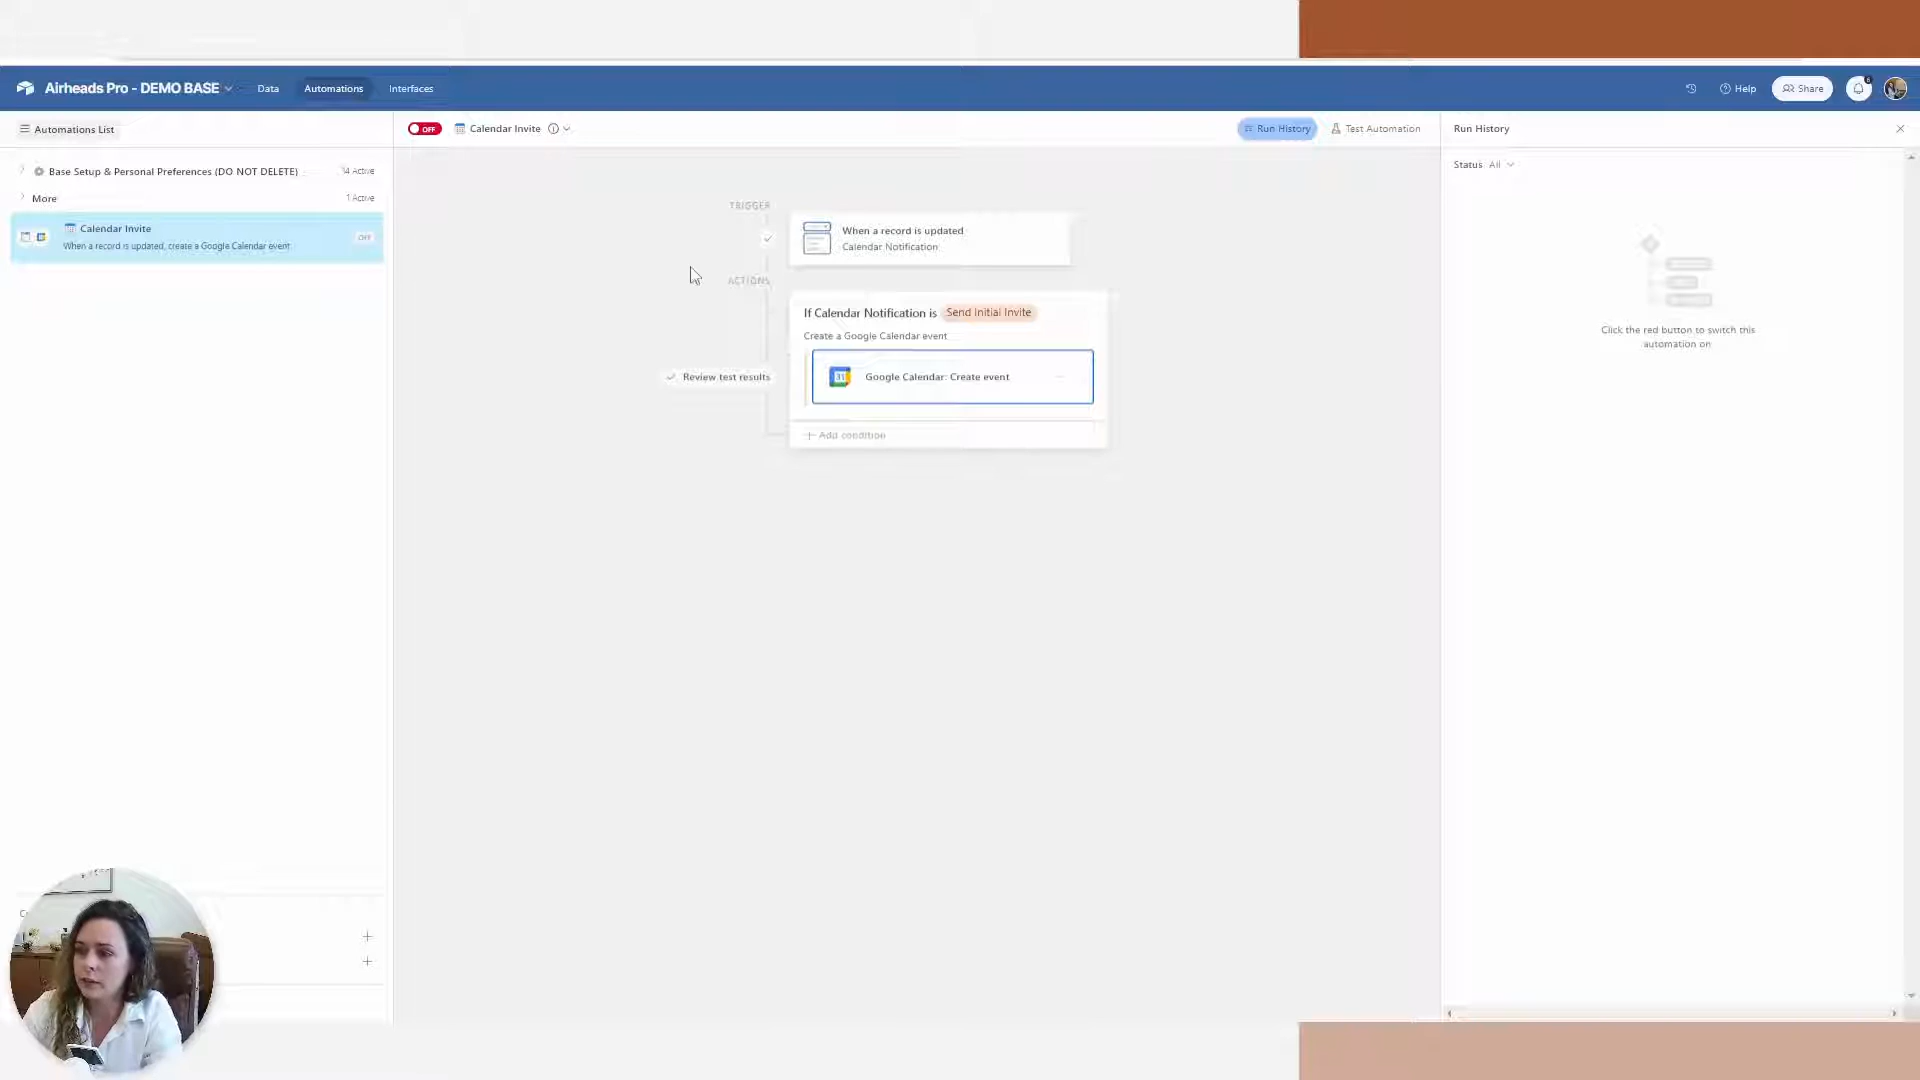 Airheads Pro - DEMO BASE
Data
Automations
Interfaces
Help
Share
6
Automations List
OFF
Calendar Invite
Run History
Test Automation
Run History
Status All
Base Setup & Personal Preferences (DO NOT DELETE)
14 Active
More
1 Active
Calendar Invite
When a record is updated, create a Google Calendar event
OFF
TRIGGER
When a record is updated
Calendar Notification
ACTIONS
If Calendar Notification is Send Initial Invite
Create a Google Calendar event
Review test results
31
Google Calendar: Create event
+ Add condition
Click the red button to switch this
automation on